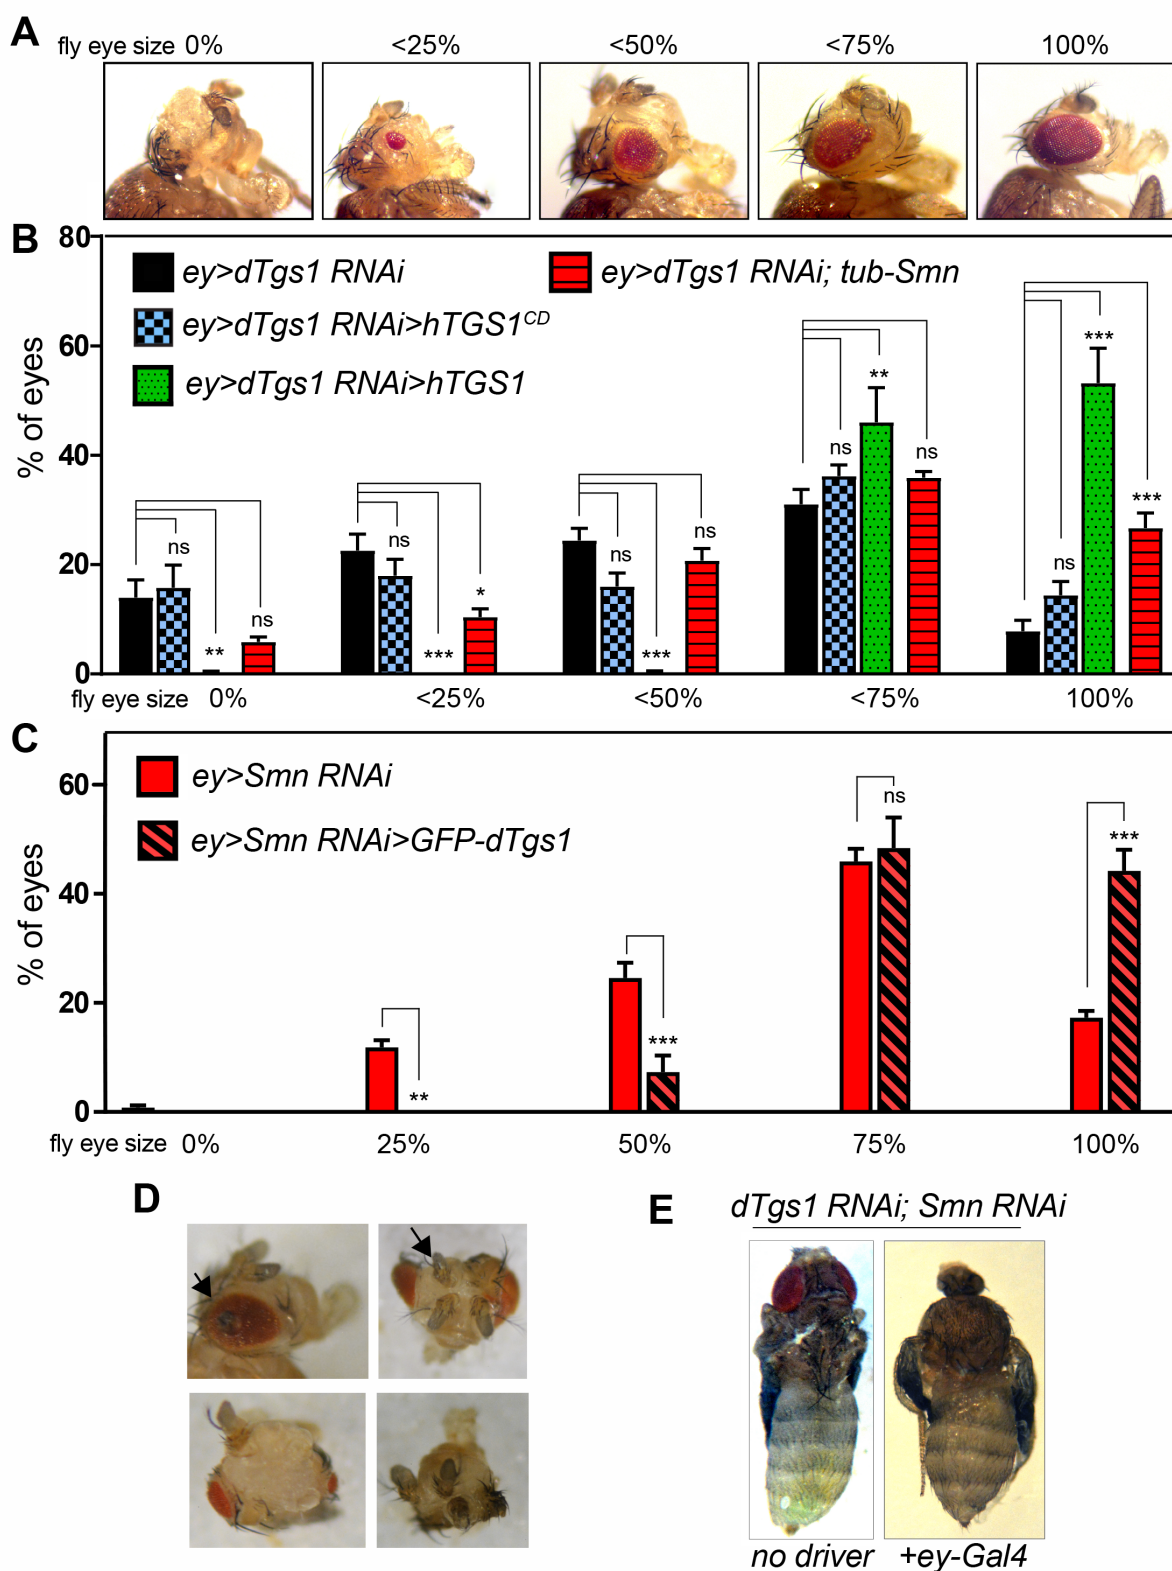 A
fly eye size 0% <25% <50% <75% 100%
B
80
60
40
20
0
% of eyes
ey>dTgs1 RNAi
ey>dTgs1 RNAi; tub-Smn
ey>dTgs1 RNAi>hTGS1CD
ey>dTgs1 RNAi>hTGS1
ns ** ns
ns *** *
ns *** ns
ns ** ns
ns *** ***
fly eye size 0% <25% <50% <75% 100%
C
60
40
20
0
% of eyes
ey>Smn RNAi
ey>Smn RNAi>GFP-dTgs1
**
***
ns
***
fly eye size 0% 25% 50% 75% 100%
D
E
dTgs1 RNAi; Smn RNAi
no driver +ey-Gal4